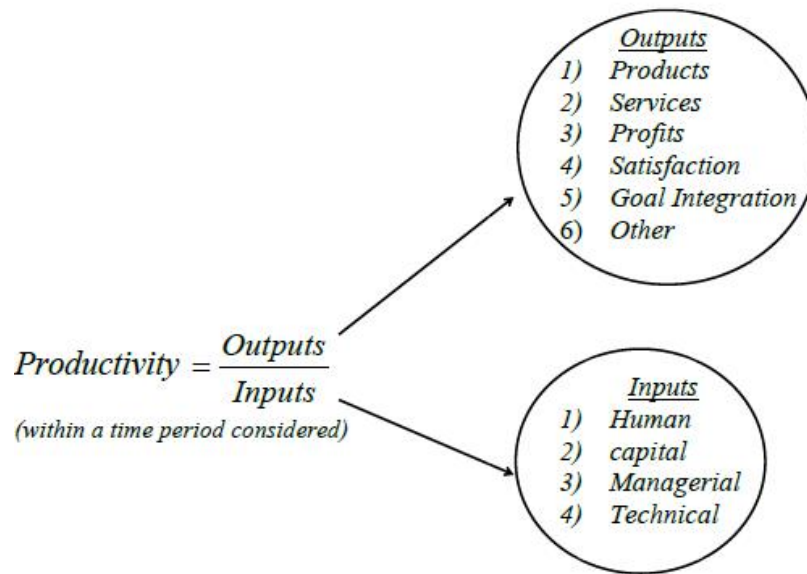 Outputs
1) Products
2) Services
3) Profits
4) Satisfaction
5) Goal Integration
6) Other
Productivity = Outputs
Inputs
(within a time period considered)
Inputs
1) Human
2) capital
3) Managerial
4) Technical